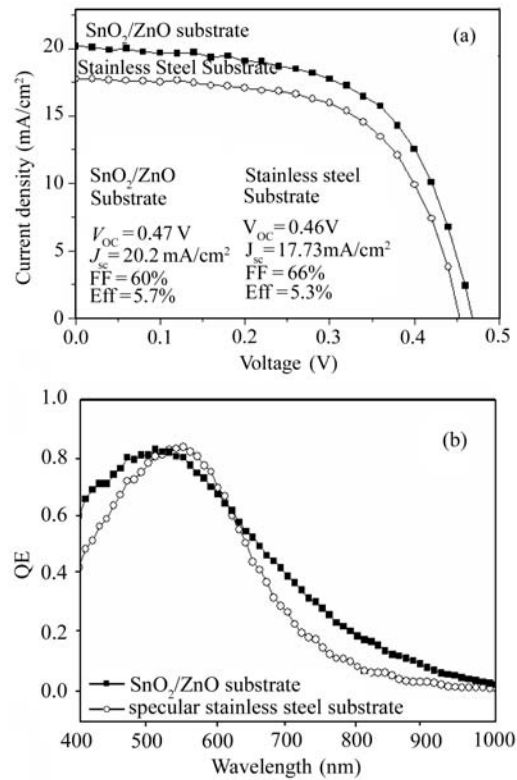 20
15
10
5
0
Current density (mA/cm²)
(a)
SnO₂/ZnO substrate
Stainless Steel Substrate
SnO₂/ZnO
Substrate
V_OC = 0.47 V
J_sc = 20.2 mA/cm²
FF = 60%
Eff = 5.7%
Stainless steel
Substrate
V_OC = 0.46V
J_sc = 17.73mA/cm²
FF = 66%
Eff = 5.3%
0.0 0.1 0.2 0.3 0.4 0.5
Voltage (V)
1.0
0.8
0.6
0.4
0.2
0.0
QE
(b)
SnO₂/ZnO substrate
specular stainless steel substrate
400 500 600 700 800 900 1000
Wavelength (nm)